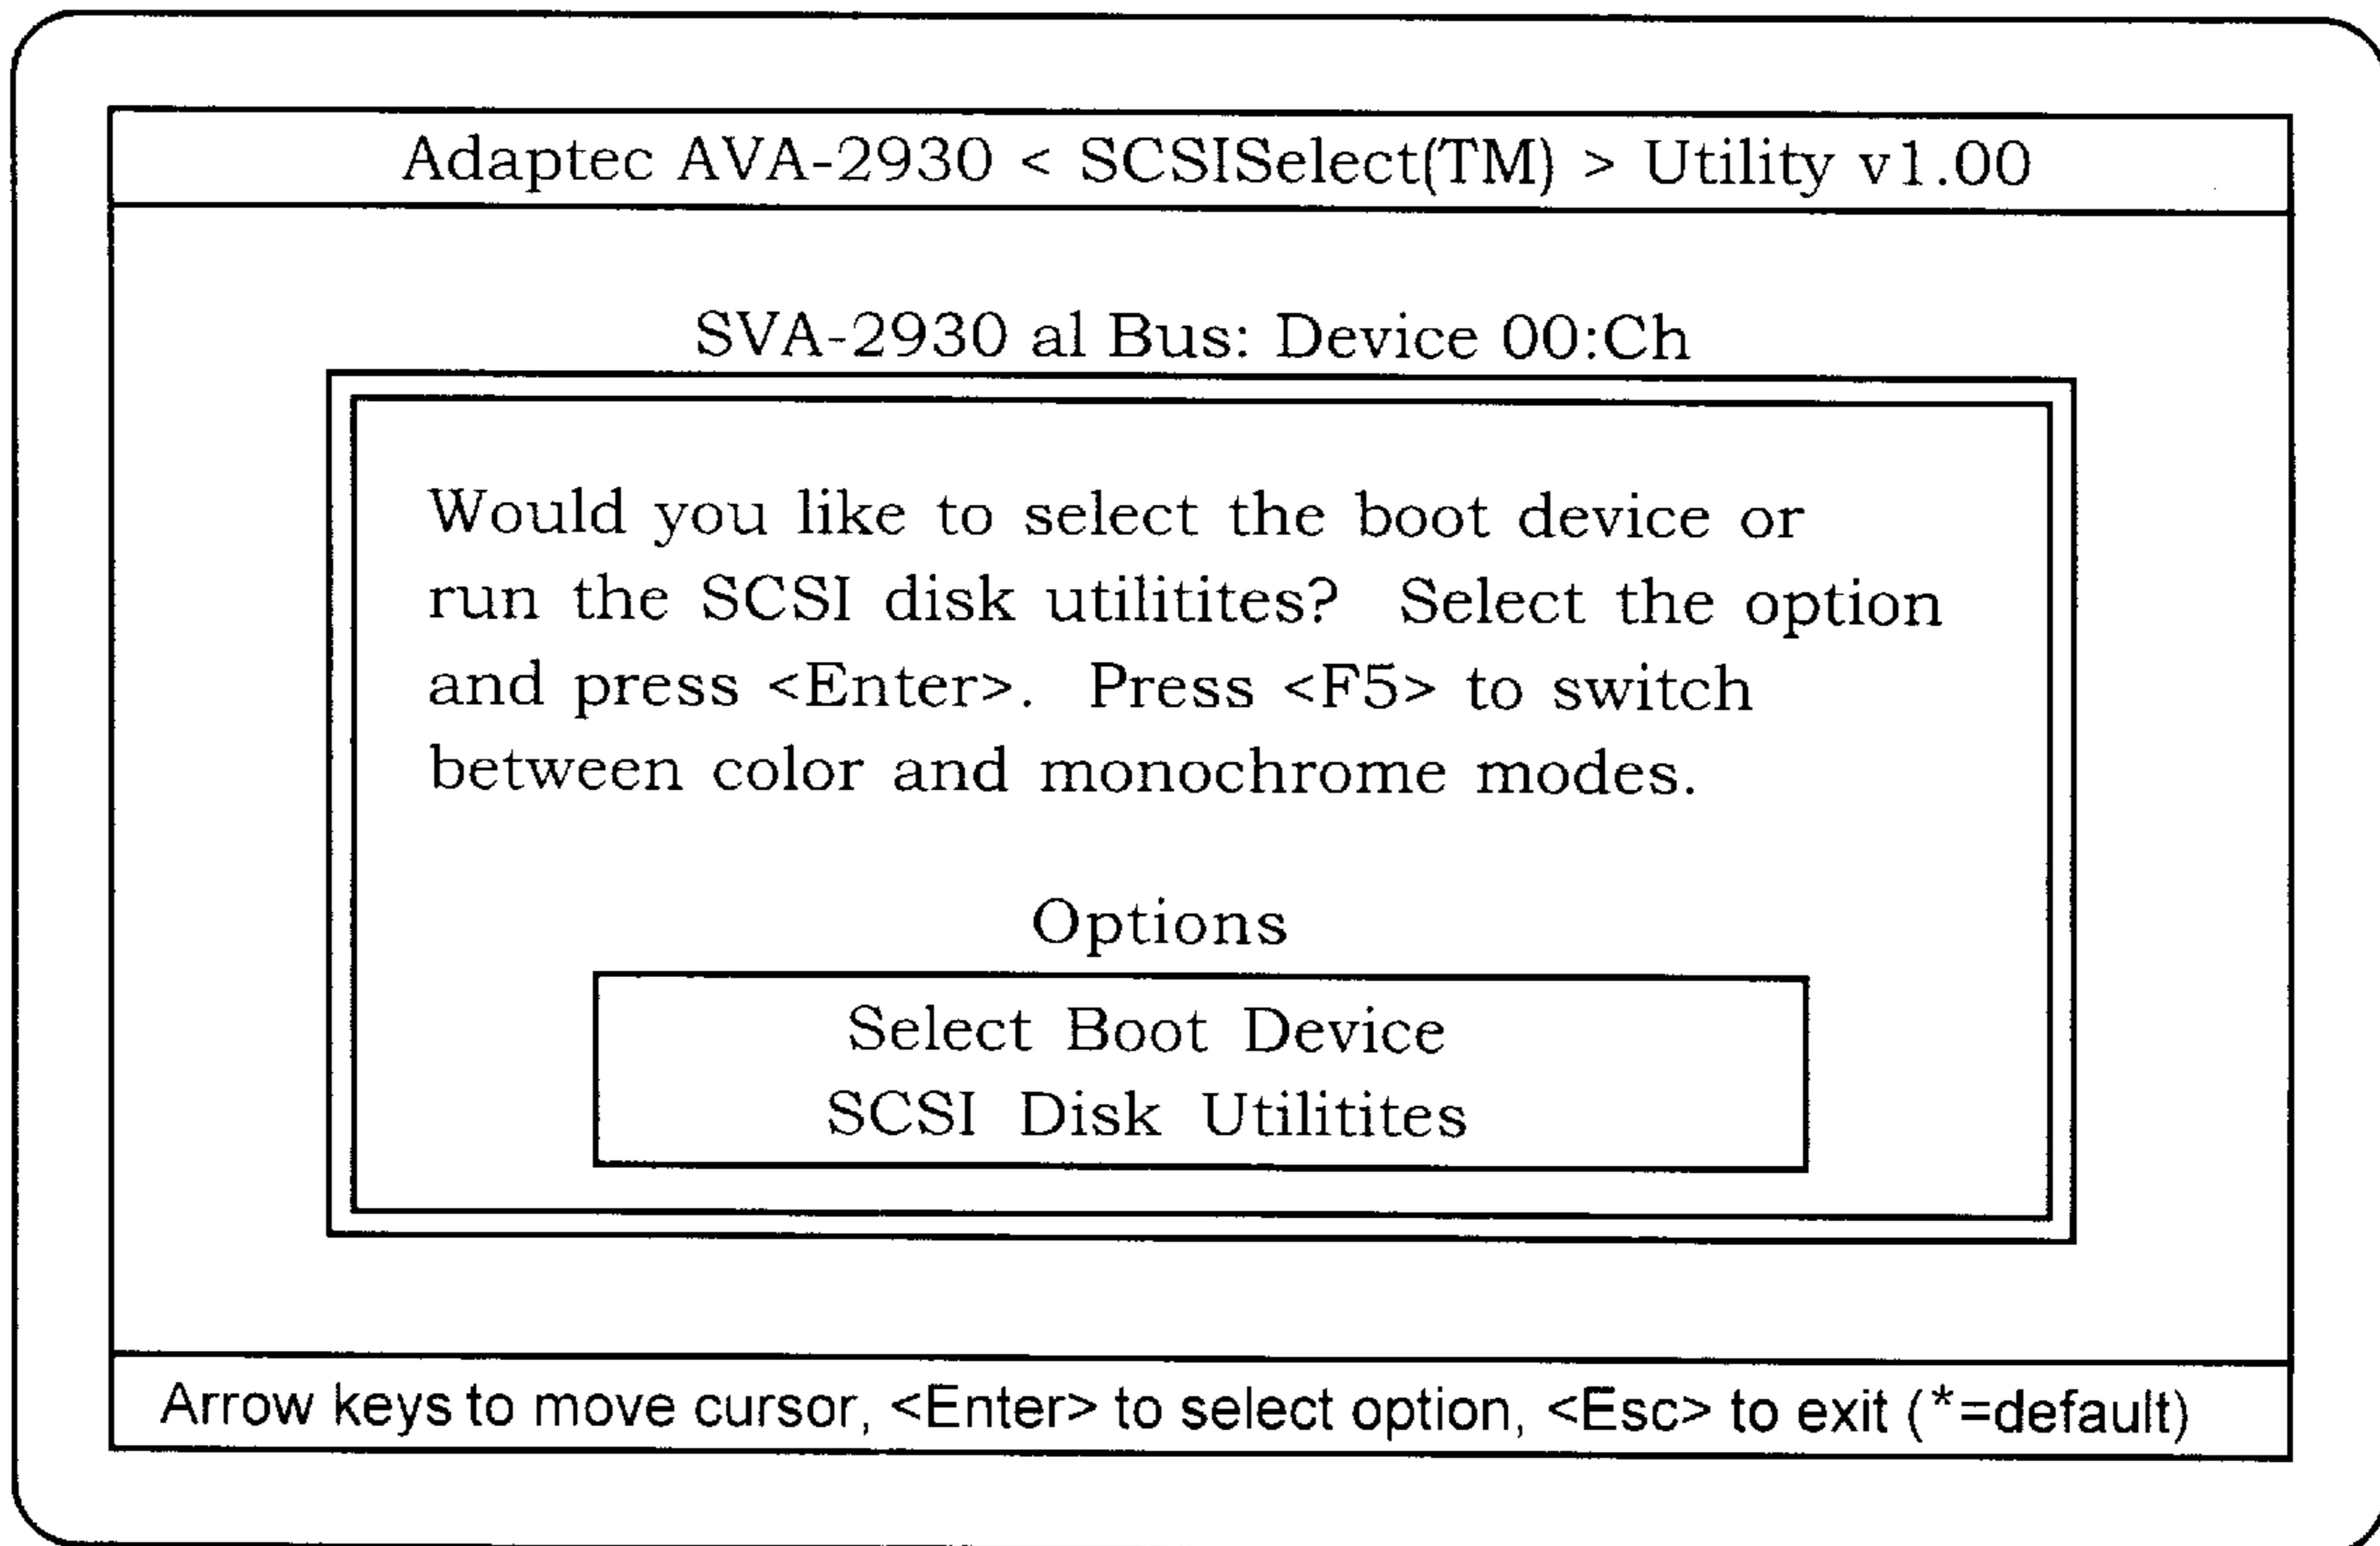 Adaptec AVA-2930 < SCSISelect(TM) > Utility v1.00
SVA-2930 al Bus: Device 00:Ch
Would you like to select the boot device or
run the SCSI disk utilitites? Select the option
and press <Enter>. Press <F5> to switch
between color and monochrome modes.
Options
Select Boot Device
SCSI Disk Utilitites
Arrow keys to move cursor, <Enter> to select option, <Esc> to exit (*=default)